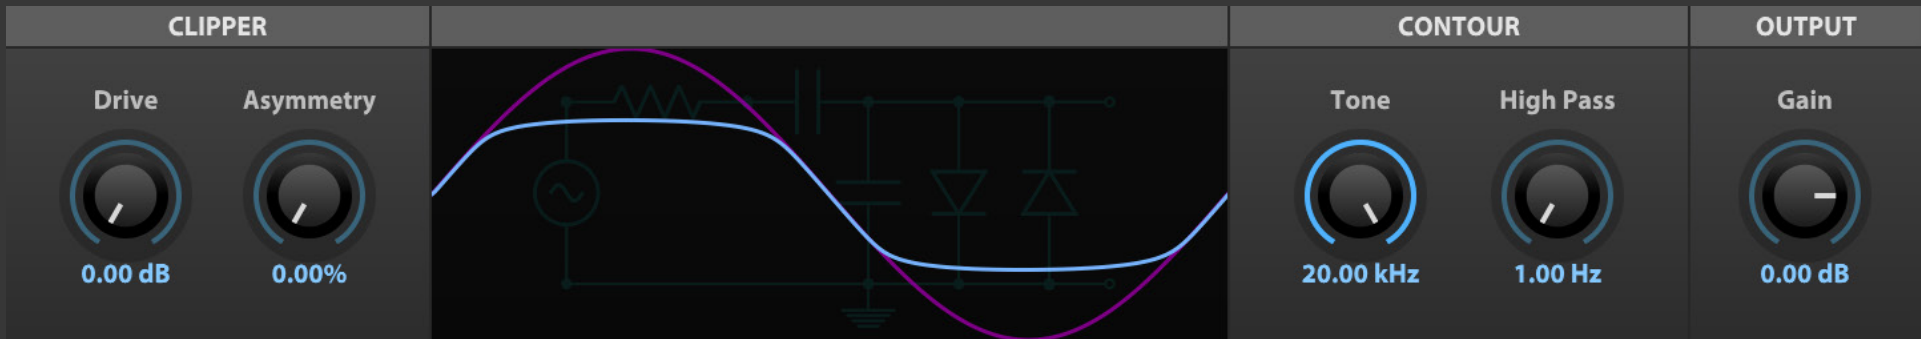 CLIPPER
CONTOUR
OUTPUT
Drive
Asymmetry
Tone
High Pass
Gain
0.00 dB
0.00%
20.00 kHz
1.00 Hz
0.00 dB